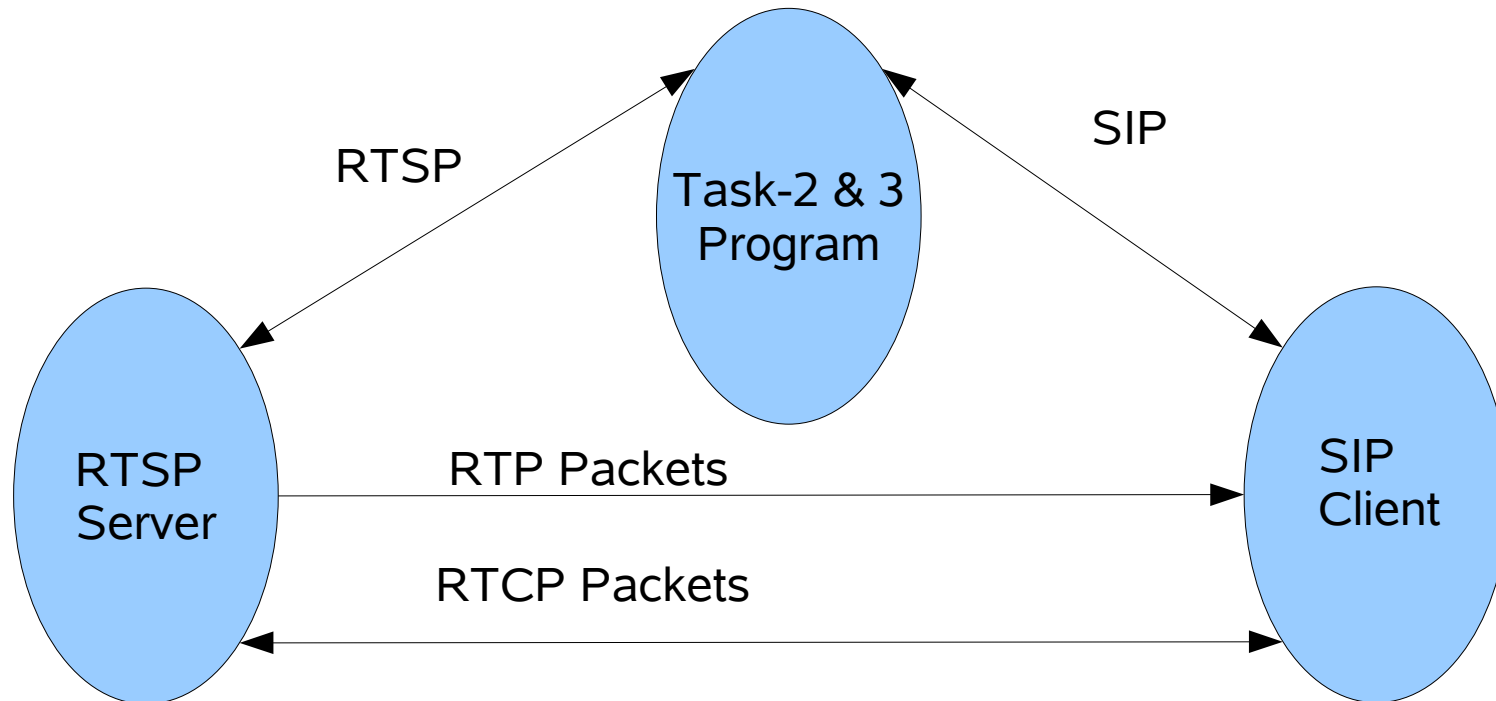 RTSP
SIP
Task-2 & 3
Program
RTSP
Server
RTP Packets
SIP
Client
RTCP Packets